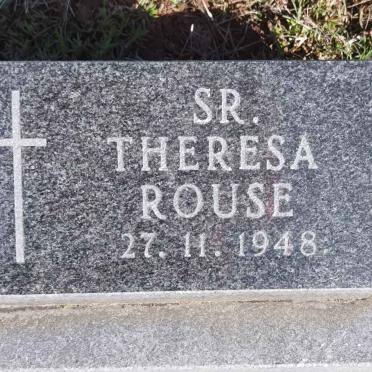 SR.
THERESA
ROUSE
27. 11. 1948.